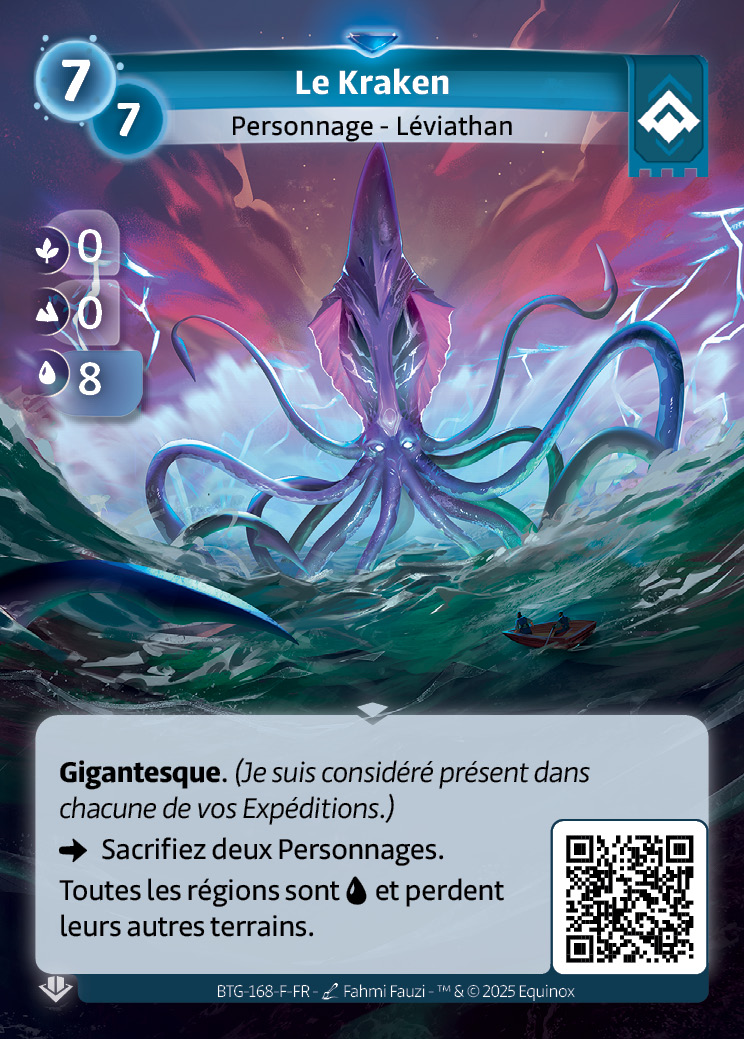 7
7
Le Kraken
Personnage - Léviathan
0
0
8
Gigantesque. (Je suis considéré présent dans
chacune de vos Expéditions.)
Sacrifiez deux Personnages.
Toutes les régions sont et perdent
leurs autres terrains.
BTG-168-F-FR - Fahmi Fauzi - ™ & © 2025 Equinox